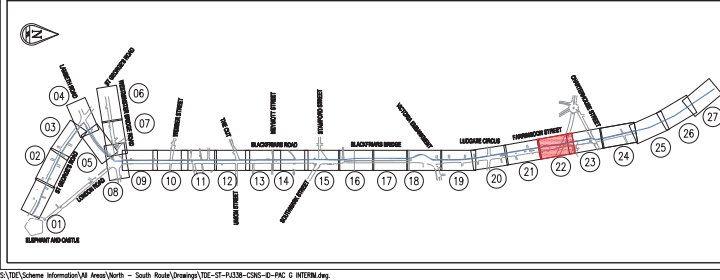 N
LAMBETH ROAD
ST GEORGE'S ROAD
WESTMINSTER BRIDGE ROAD
04
06
07
03
02
05
ST GEORGE'S ROAD
LONDON ROAD
08
01
ELEPHANT AND CASTLE
WEBBER STREET
THE CUT
UNION STREET
MEYMOTT STREET
BLACKFRIARS ROAD
STAMFORD STREET
SOUTHWARK STREET
BLACKFRIARS BRIDGE
VICTORIA EMBANKMENT
LUDGATE CIRCUS
FARRINGDON STREET
CHARTERHOUSE STREET
09
10
11
12
13
14
15
16
17
18
19
20
21
22
23
24
25
26
27
S:\TDE\Scheme Information\All Areas\North - South Route\Drawings\TDE-ST-PJ338-CSNS-ID-PAC G INTERIM.dwg.